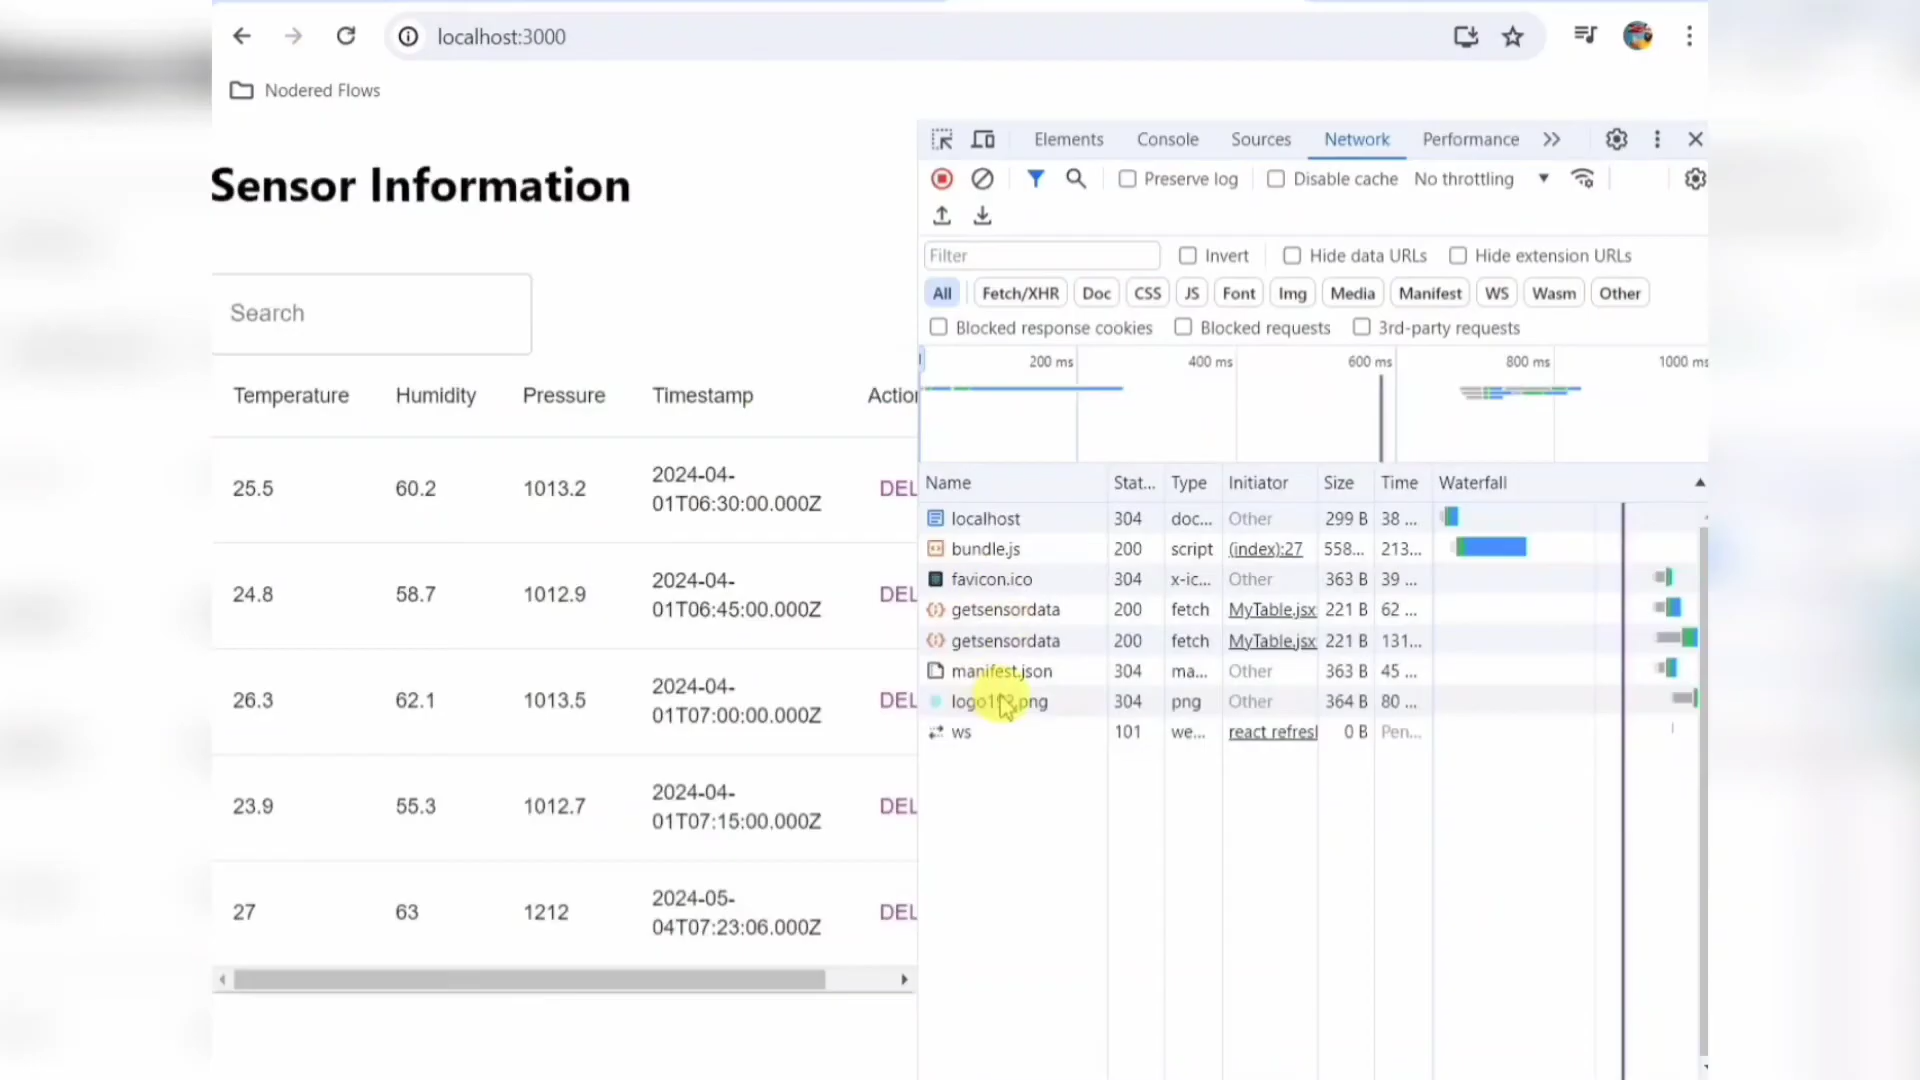 localhost:3000
Nodered Flows
Sensor Information
Search
Temperature Humidity Pressure Timestamp Action
25.5 60.2 1013.2 2024-04-
01T06:30:00.000Z DEL
24.8 58.7 1012.9 2024-04-
01T06:45:00.000Z DEL
26.3 62.1 1013.5 2024-04-
01T07:00:00.000Z DEL
23.9 55.3 1012.7 2024-04-
01T07:15:00.000Z DEL
27 63 1212 2024-05-
04T07:23:06.000Z DEL
Elements Console Sources Network Performance
Preserve log Disable cache No throttling
Filter Invert Hide data URLs Hide extension URLs
All Fetch/XHR Doc CSS JS Font Img Media Manifest WS Wasm Other
Blocked response cookies Blocked requests 3rd-party requests
200 ms 400 ms 600 ms 800 ms 1000 ms
Name Stat... Type Initiator Size Time Waterfall
localhost 304 doc... Other 299 B 38 ...
bundle.js 200 script (index):27 558... 213...
favicon.ico 304 x-ic... Other 363 B 39 ...
getsensordata 200 fetch MyTable.jsx 221 B 62 ...
getsensordata 200 fetch MyTable.jsx 221 B 131...
manifest.json 304 ma... Other 363 B 45 ...
304 png Other 364 B 80 ...
ws 101 we... react refresh 0 B Pen...